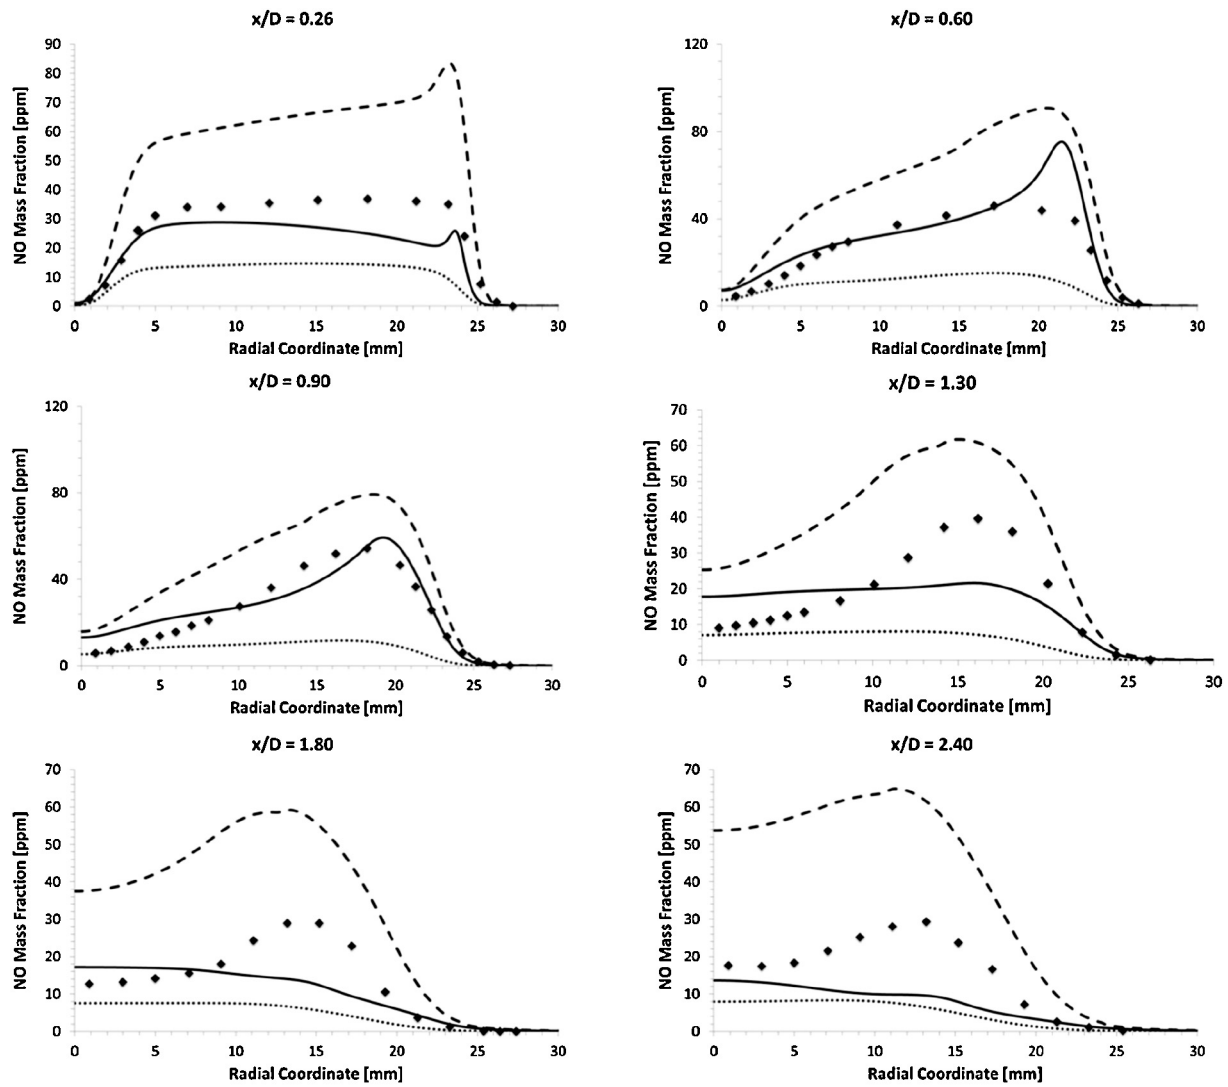 x/D = 0.26
NO Mass Fraction [ppm]
90
80
70
60
50
40
30
20
10
0
0 5 10 15 20 25 30
Radial Coordinate [mm]
x/D = 0.60
NO Mass Fraction [ppm]
120
80
40
0
0 5 10 15 20 25 30
Radial Coordinate [mm]
x/D = 0.90
NO Mass Fraction [ppm]
120
80
40
0
0 5 10 15 20 25 30
Radial Coordinate [mm]
x/D = 1.30
NO Mass Fraction [ppm]
70
60
50
40
30
20
10
0
0 5 10 15 20 25 30
Radial Coordinate [mm]
x/D = 1.80
NO Mass Fraction [ppm]
70
60
50
40
30
20
10
0
0 5 10 15 20 25 30
Radial Coordinate [mm]
x/D = 2.40
NO Mass Fraction [ppm]
70
60
50
40
30
20
10
0
0 5 10 15 20 25 30
Radial Coordinate [mm]